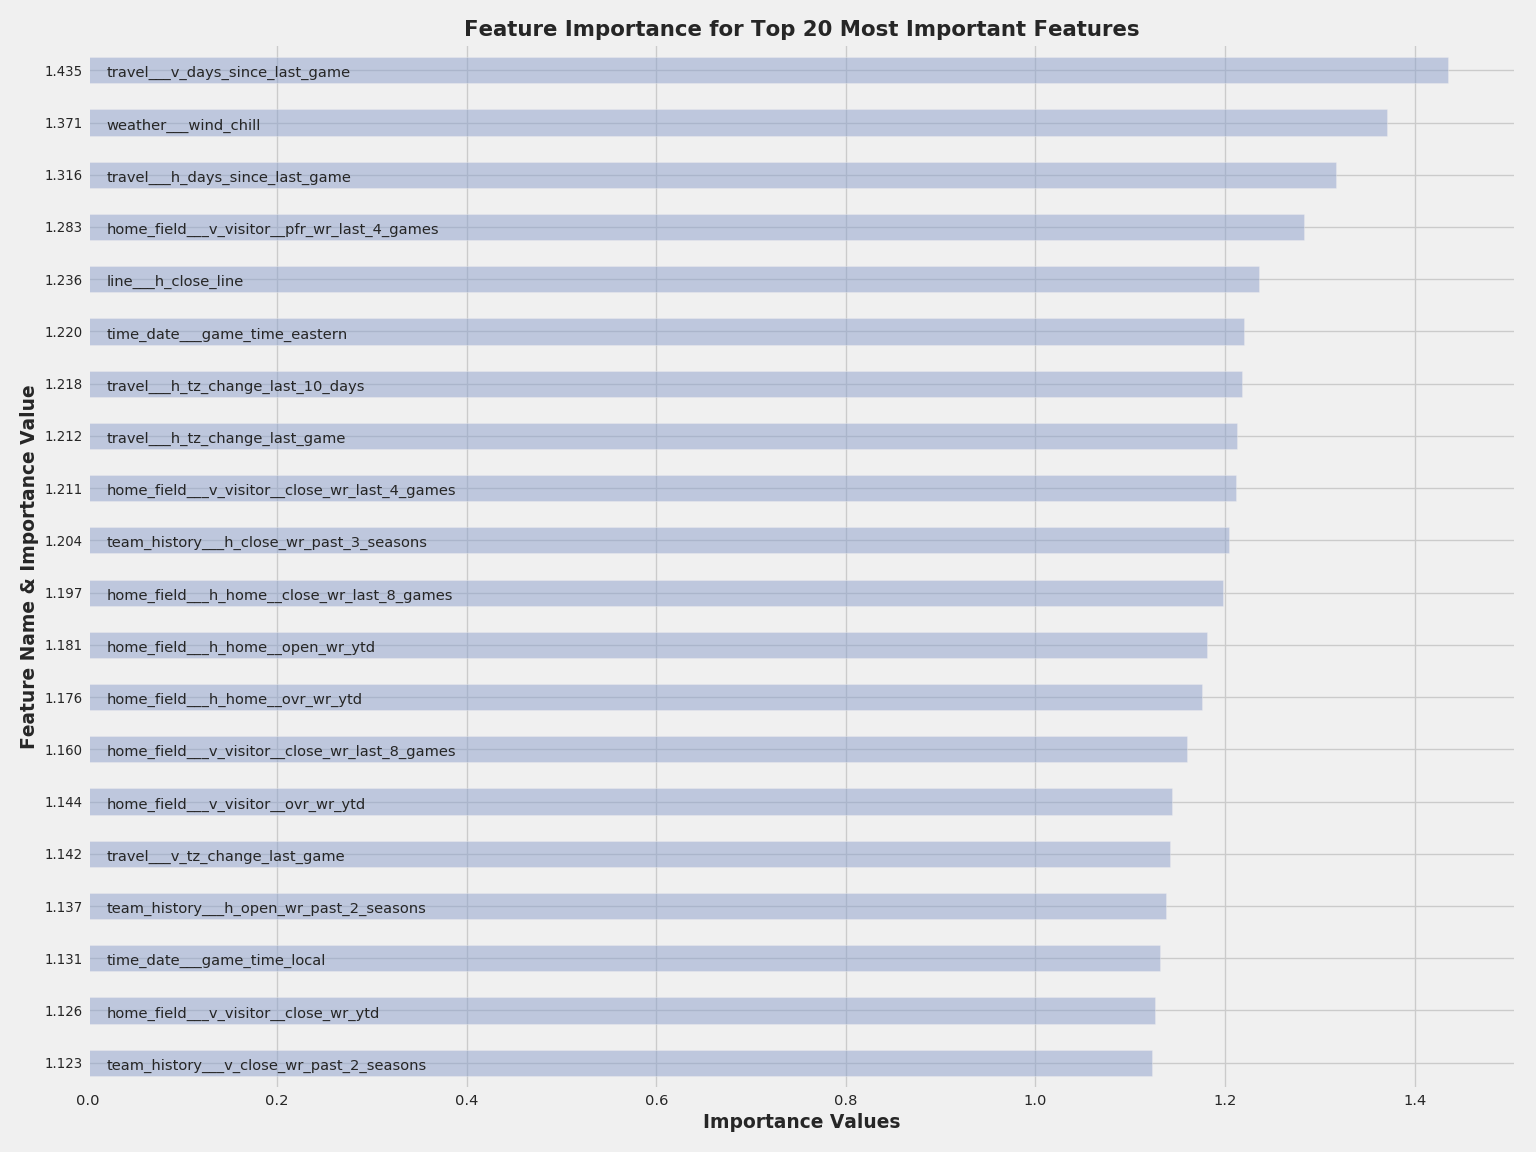 Feature Importance for Top 20 Most Important Features
1.435 travel___v_days_since_last_game
1.371 weather___wind_chill
1.316 travel___h_days_since_last_game
1.283 home_field___v_visitor__pfr_wr_last_4_games
1.236 line___h_close_line
1.220 time_date___game_time_eastern
1.218 travel___h_tz_change_last_10_days
1.212 travel___h_tz_change_last_game
1.211 home_field___v_visitor__close_wr_last_4_games
1.204 team_history___h_close_wr_past_3_seasons
1.197 home_field___h_home__close_wr_last_8_games
1.181 home_field___h_home__open_wr_ytd
1.176 home_field___h_home__ovr_wr_ytd
1.160 home_field___v_visitor__close_wr_last_8_games
1.144 home_field___v_visitor__ovr_wr_ytd
1.142 travel___v_tz_change_last_game
1.137 team_history___h_open_wr_past_2_seasons
1.131 time_date___game_time_local
1.126 home_field___v_visitor__close_wr_ytd
1.123 team_history___v_close_wr_past_2_seasons
Feature Name & Importance Value
0.0 0.2 0.4 0.6 0.8 1.0 1.2 1.4
Importance Values